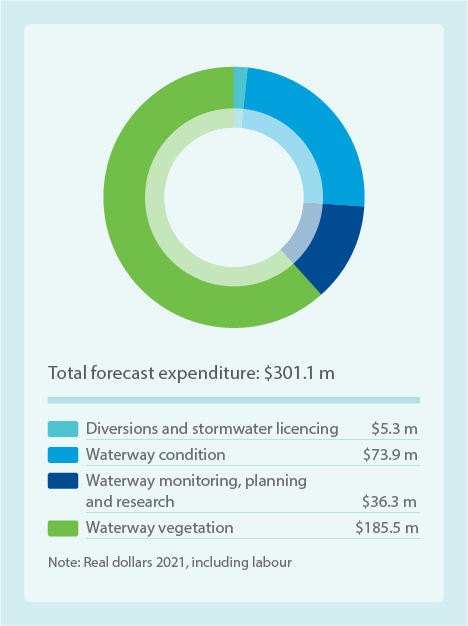 Total forecast expenditure: $301.1 m
Diversions and stormwater licencing $5.3 m
Waterway condition $73.9 m
Waterway monitoring, planning
and research $36.3 m
Waterway vegetation $185.5 m
Note: Real dollars 2021, including labour